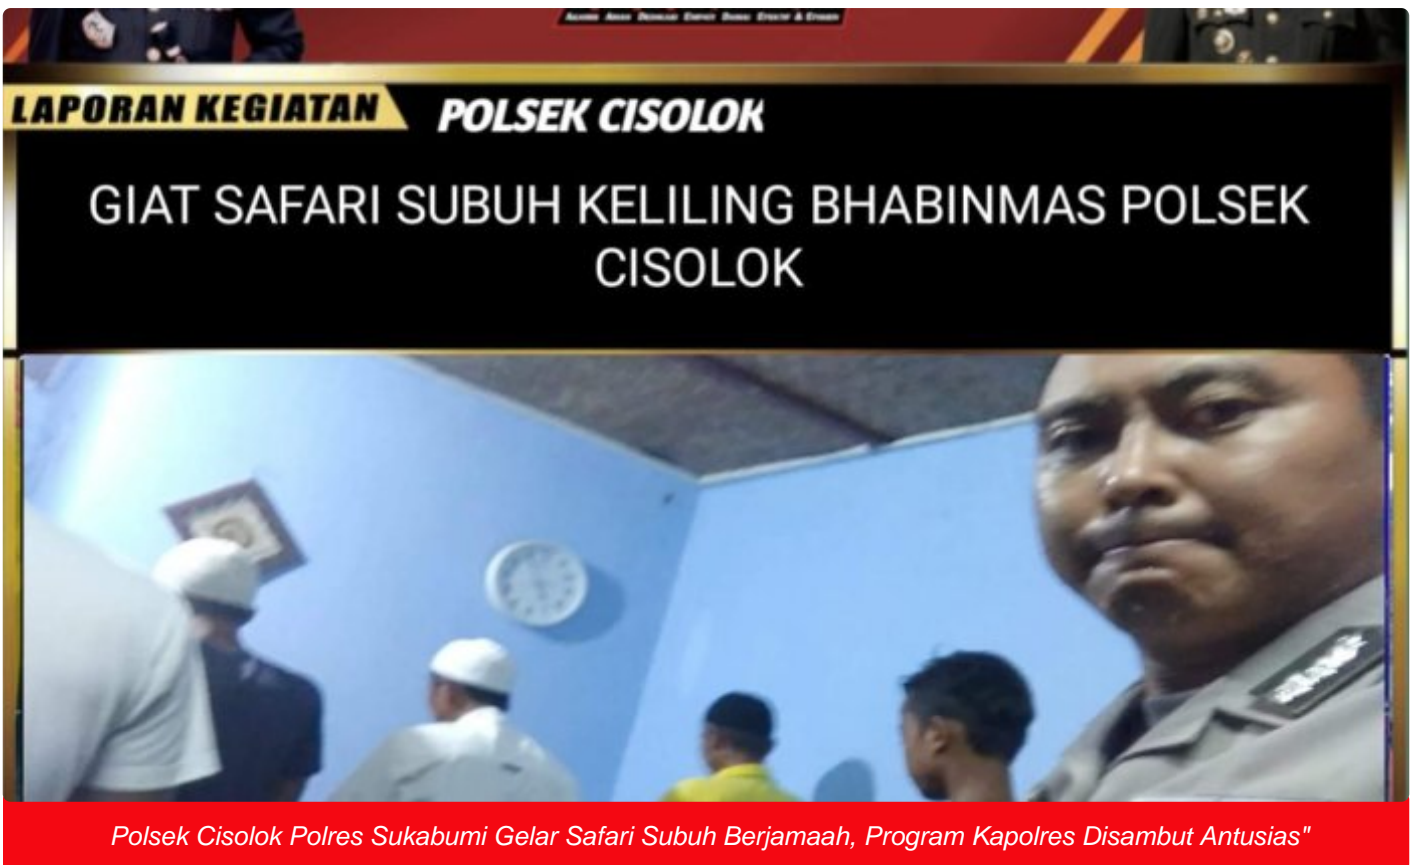 LAPORAN KEGIATAN POLSEK CISOLOK
GIAT SAFARI SUBUH KELILING BHABINMAS POLSEK
CISOLOK
Polsek Cisolok Polres Sukabumi Gelar Safari Subuh Berjamaah, Program Kapolres Disambut Antusias"